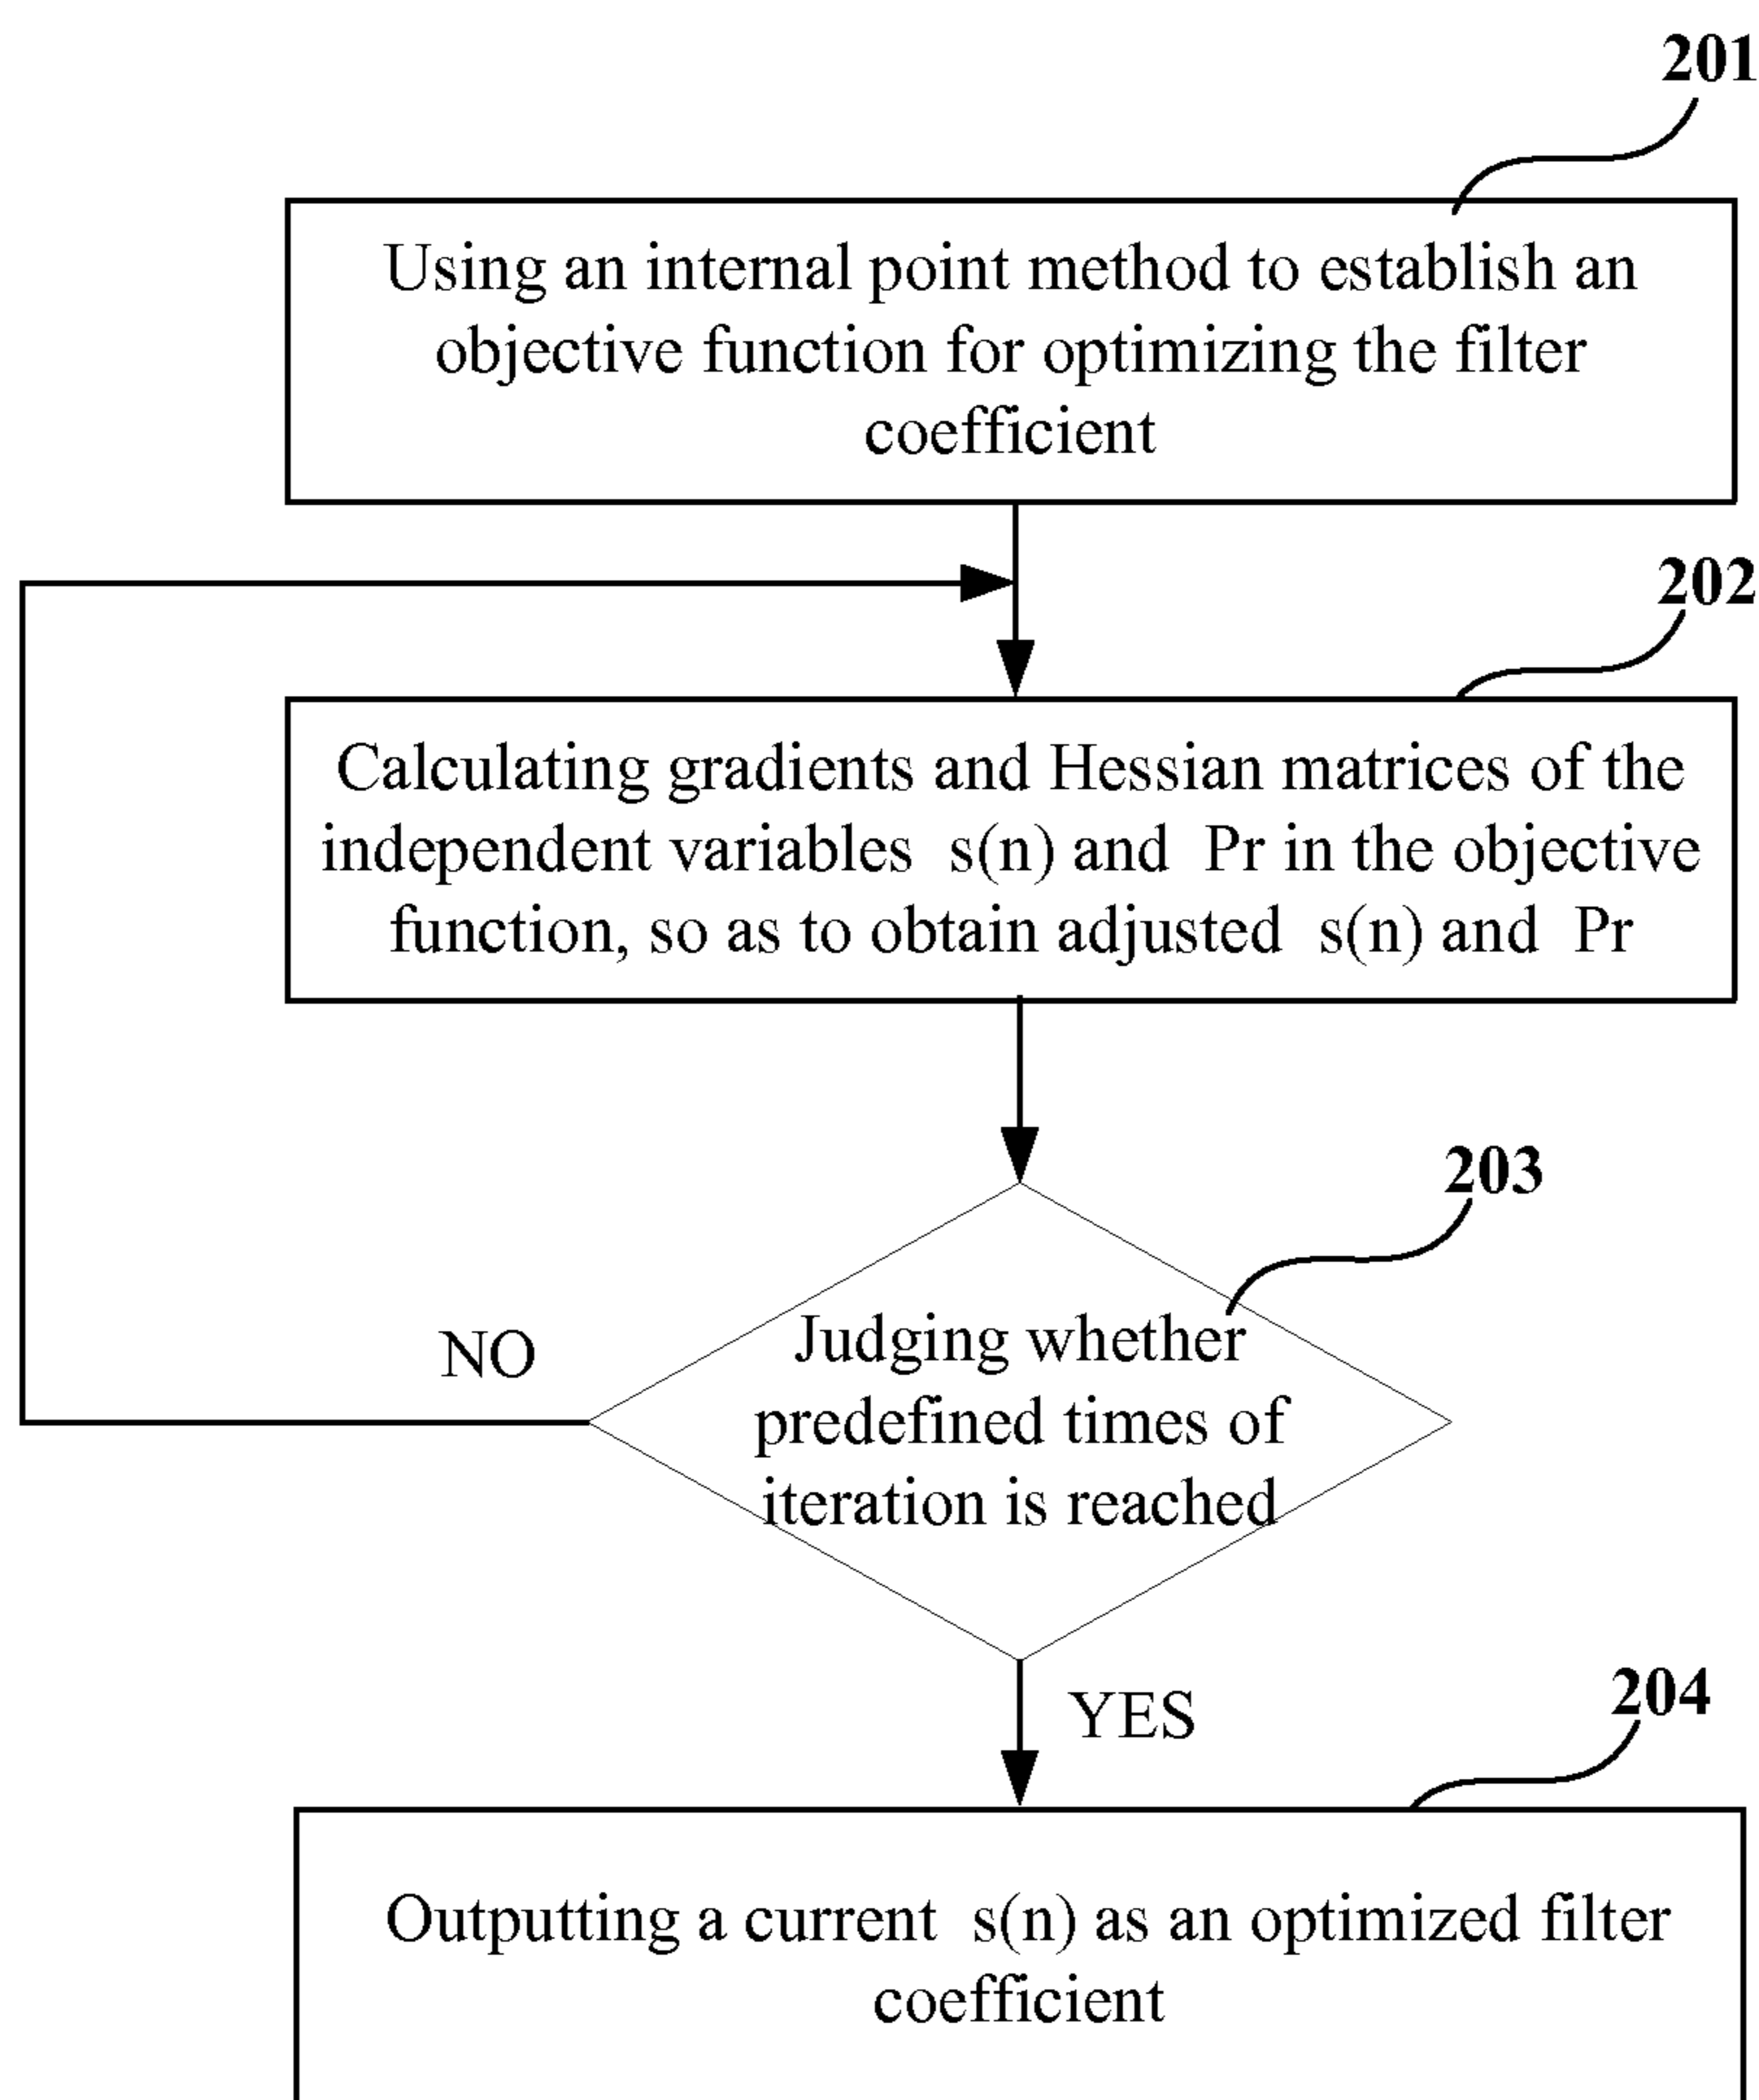 201
Using an internal point method to establish an
objective function for optimizing the filter
coefficient
202
Calculating gradients and Hessian matrices of the
independent variables s(n) and Pr in the objective
function, so as to obtain adjusted s(n) and Pr
203
NO
Judging whether
predefined times of
iteration is reached
YES
204
Outputting a current s(n) as an optimized filter
coefficient